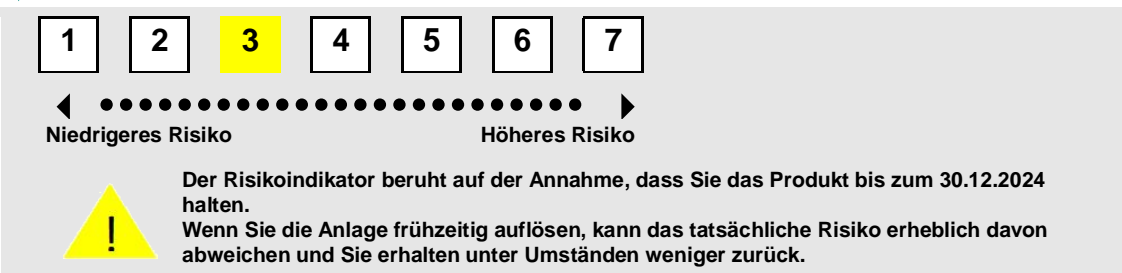 1 2 3 4 5 6 7
Niedrigeres Risiko Höheres Risiko
Der Risikoindikator beruht auf der Annahme, dass Sie das Produkt bis zum 30.12.2024
halten.
Wenn Sie die Anlage frühzeitig auflösen, kann das tatsächliche Risiko erheblich davon
abweichen und Sie erhalten unter Umständen weniger zurück.
!